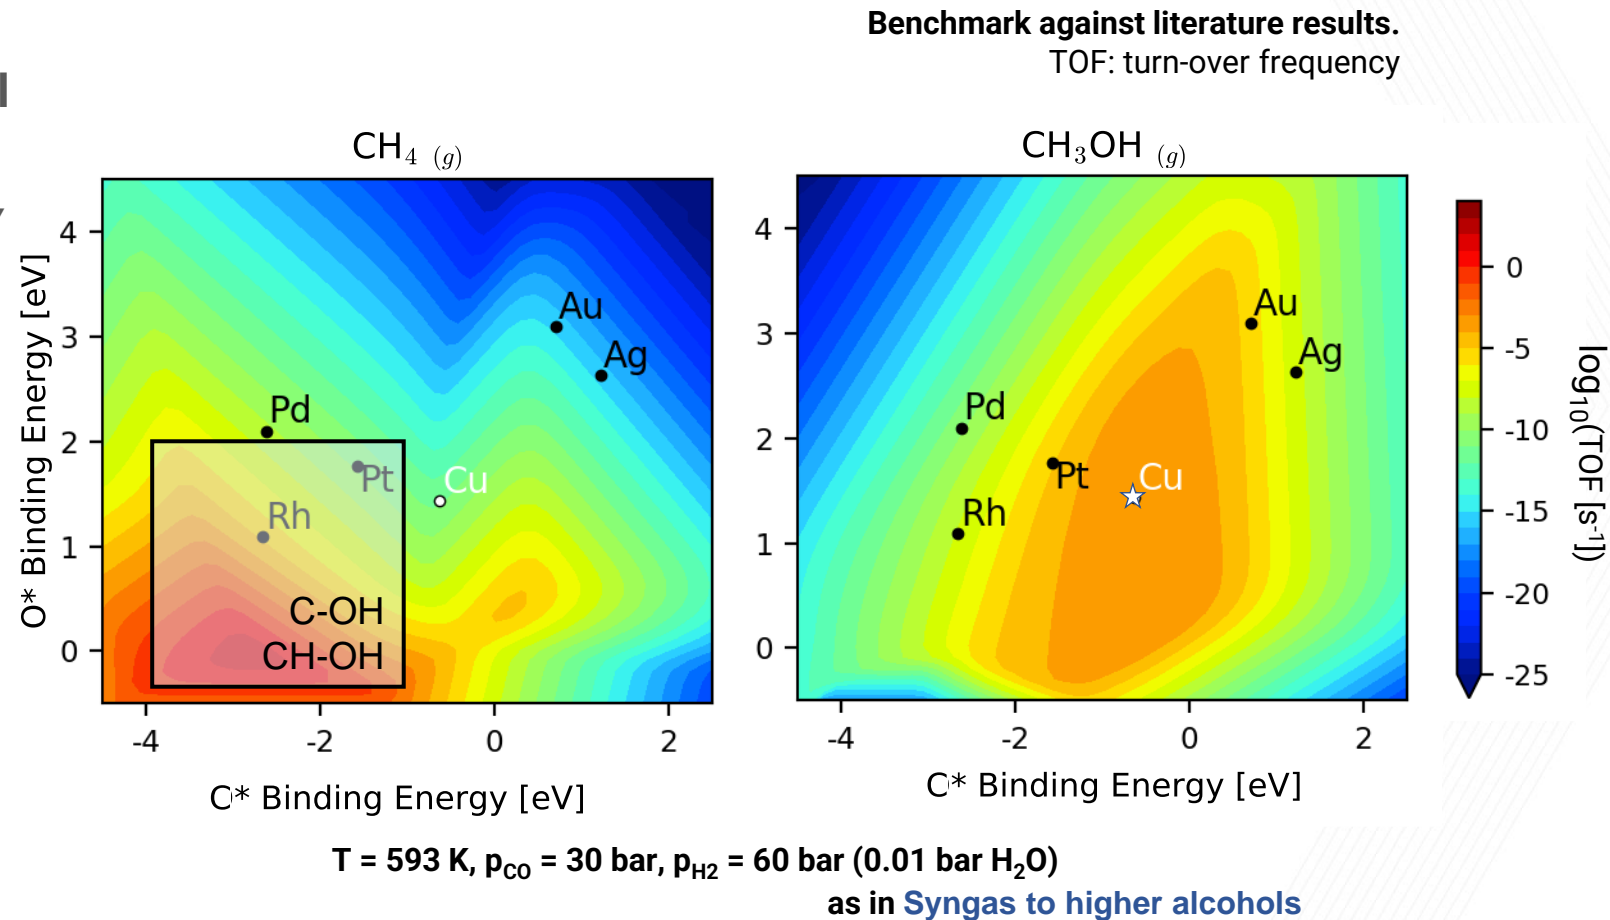 Benchmark against literature results.
TOF: turn-over frequency
CH₄ (g)
CH₃OH (g)
O* Binding Energy [eV]
4
3
2
1
0
Au
Ag
Pd
Pt
Cu
Rh
C-OH
CH-OH
-4
-2
0
2
C* Binding Energy [eV]
4
3
2
1
0
Au
Ag
Pd
Pt
Cu
Rh
-4
-2
0
2
C* Binding Energy [eV]
0
-5
-10
-15
-20
-25
log₁₀(TOF [s⁻¹])
T = 593 K, p_CO = 30 bar, p_H2 = 60 bar (0.01 bar H₂O)
as in Syngas to higher alcohols